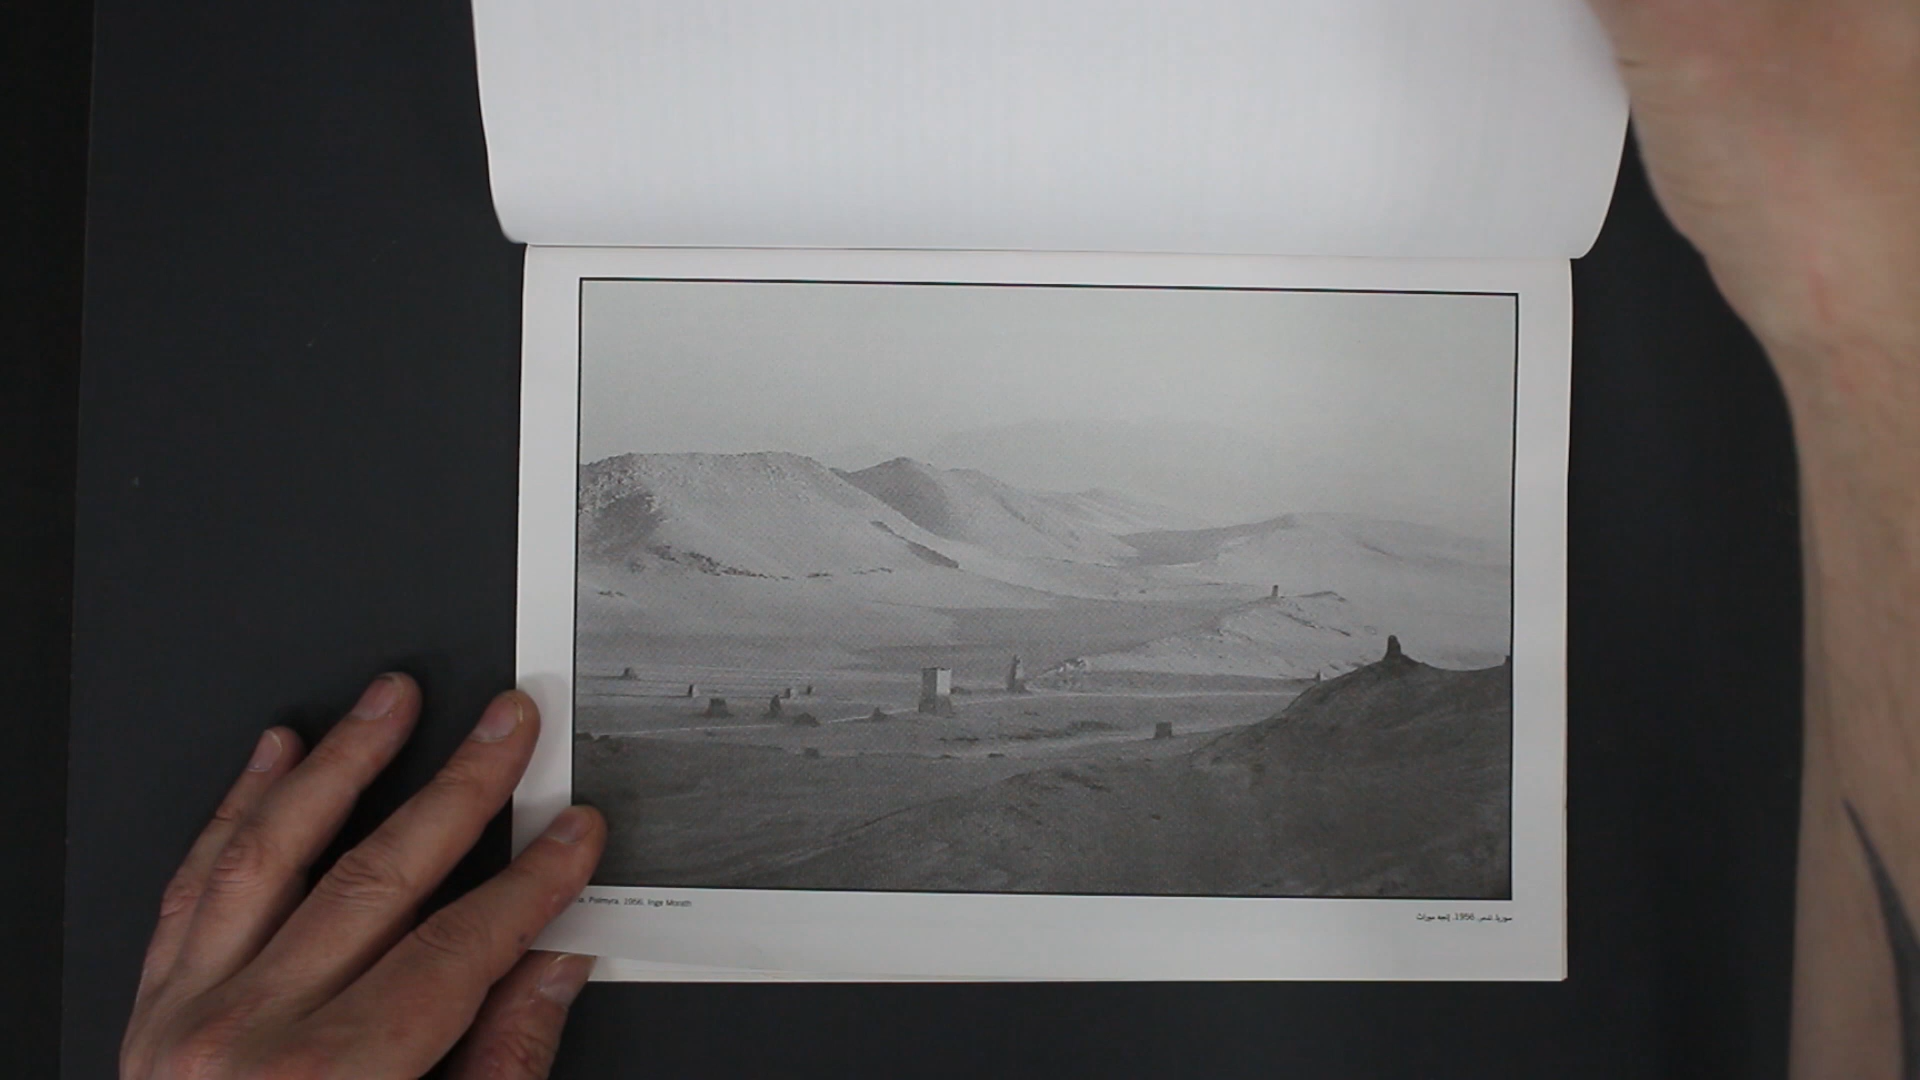 Palmyra. 1956. Inge Morath
سوريا. تدمر. 1956. إنجه موراث